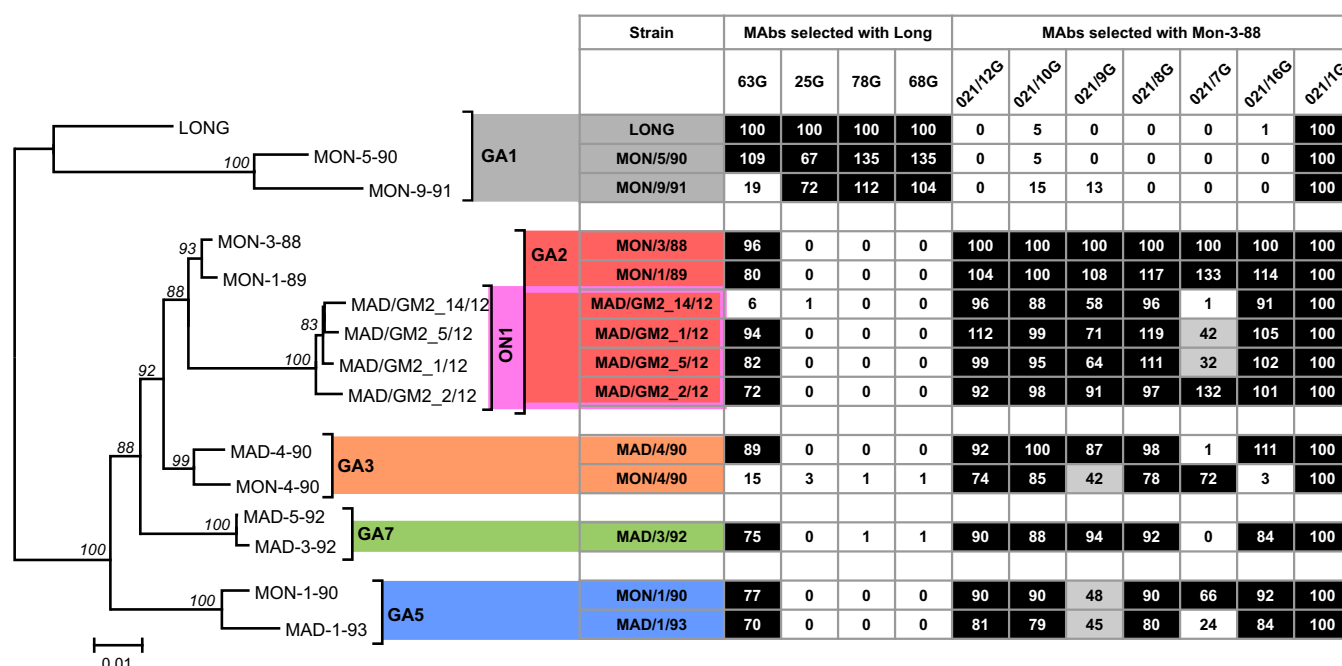 Strain MAbs selected with Long MAbs selected with Mon-3-88
63G 25G 78G 68G 021/12G 021/10G 021/9G 021/8G 021/7G 021/16G 021/1G
LONG GA1 LONG 100 100 100 100 0 5 0 0 0 1 100
100 MON-5-90 MON/5/90 109 67 135 135 0 5 0 0 0 0 100
MON-9-91 MON/9/91 19 72 112 104 0 15 13 0 0 0 100
93 MON-3-88 GA2 MON/3/88 96 0 0 0 100 100 100 100 100 100 100
88 MON-1-89 MON/1/89 80 0 0 0 104 100 108 117 133 114 100
MAD/GM2_14/12 ON1 MAD/GM2_14/12 6 1 0 0 96 88 58 96 1 91 100
83 MAD/GM2_5/12 MAD/GM2_1/12 94 0 0 0 112 99 71 119 42 105 100
92 100 MAD/GM2_1/12 MAD/GM2_5/12 82 0 0 0 99 95 64 111 32 102 100
MAD/GM2_2/12 MAD/GM2_2/12 72 0 0 0 92 98 91 97 132 101 100
88 99 MAD-4-90 GA3 MAD/4/90 89 0 0 0 92 100 87 98 1 111 100
MON-4-90 MON/4/90 15 3 1 1 74 85 42 78 72 3 100
100 MAD-5-92 GA7
MAD-3-92 MAD/3/92 75 0 1 1 90 88 94 92 0 84 100
100 100 MON-1-90 GA5 MON/1/90 77 0 0 0 90 90 48 90 66 92 100
MAD-1-93 MAD/1/93 70 0 0 0 81 79 45 80 24 84 100
0.01